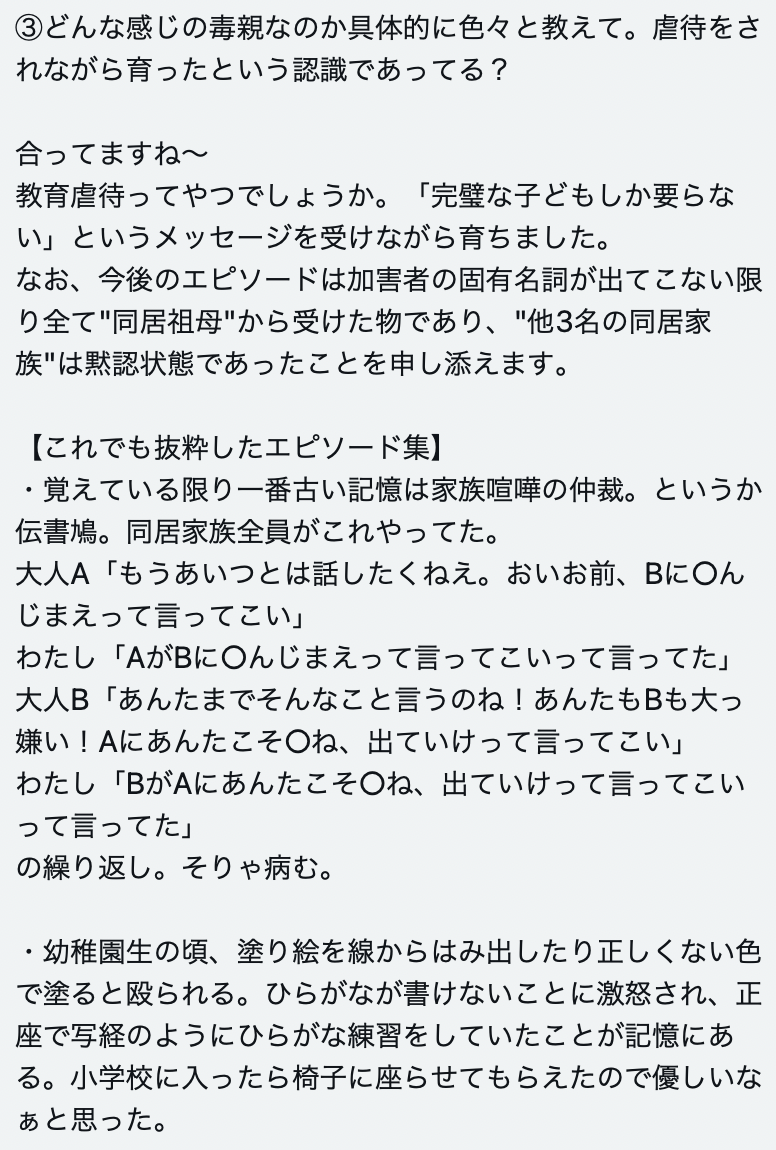 ③どんな感じの毒親なのか具体的に色々と教えて。虐待をさ
れながら育ったという認識であってる？
合ってますね〜
教育虐待ってやつでしょうか。「完璧な子どもしか要らな
い」というメッセージを受けながら育ちました。
なお、今後のエピソードは加害者の固有名詞が出てこない限
り全て"同居祖母"から受けた物であり、"他3名の同居家
族"は黙認状態であったことを申し添えます。
【これでも抜粋したエピソード集】
・覚えている限り一番古い記憶は家族喧嘩の仲裁。というか
伝書鳩。同居家族全員がこれやってた。
大人A「もうあいつとは話したくねえ。おいお前、Bに〇ん
じまえって言ってこい」
わたし「AがBに〇んじまえって言ってこいって言ってた」
大人B「あんたまでそんなこと言うのね！あんたもBも大っ
嫌い！Aにあんたこそ〇ね、出ていけって言ってこい」
わたし「BがAにあんたこそ〇ね、出ていけって言ってこい
って言ってた」
の繰り返し。そりゃ病む。
・幼稚園生の頃、塗り絵を線からはみ出したり正しくない色
で塗ると殴られる。ひらがなが書けないことに激怒され、正
座で写経のようにひらがな練習をしていたことが記憶にあ
る。小学校に入ったら椅子に座らせてもらえたので優しいな
ぁと思った。